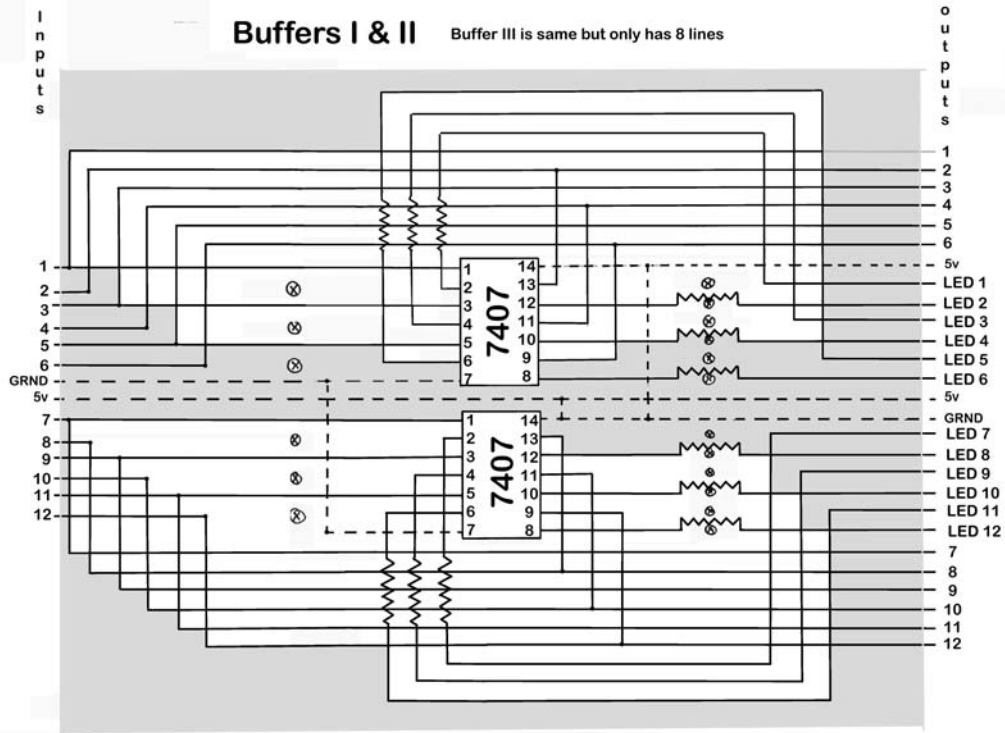 Inputs
outputs
Buffers I & II
Buffer III is same but only has 8 lines
1
2
3
4
5
6
GRND
5v
7
8
9
10
11
12
7407
1
2
3
4
5
6
7
14
13
12
11
10
9
8
7407
1
2
3
4
5
6
7
14
13
12
11
10
9
8
1
2
3
4
5
6
5v
LED 1
LED 2
LED 3
LED 4
LED 5
LED 6
5v
GRND
LED 7
LED 8
LED 9
LED 10
LED 11
LED 12
7
8
9
10
11
12